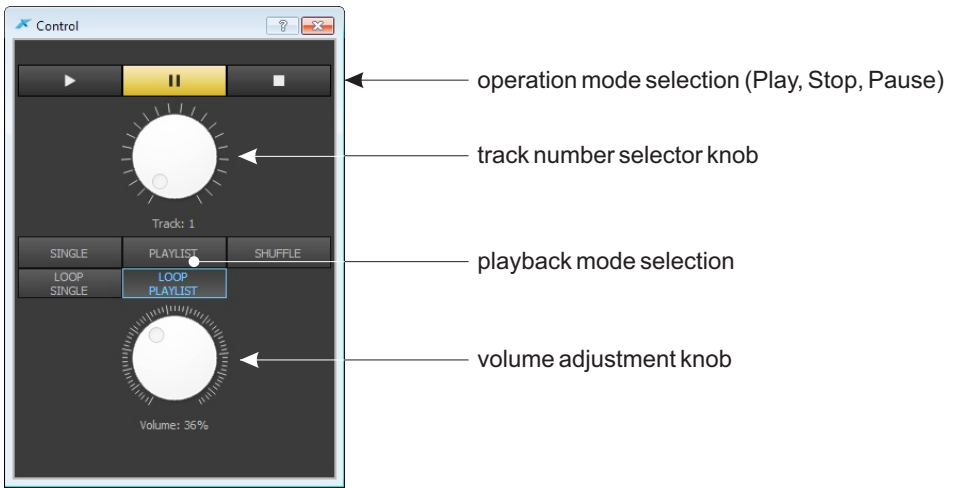 Control
operation mode selection (Play, Stop, Pause)
track number selector knob
Track: 1
SINGLE PLAYLIST SHUFFLE
LOOP SINGLE
LOOP PLAYLIST
playback mode selection
volume adjustment knob
Volume: 36%